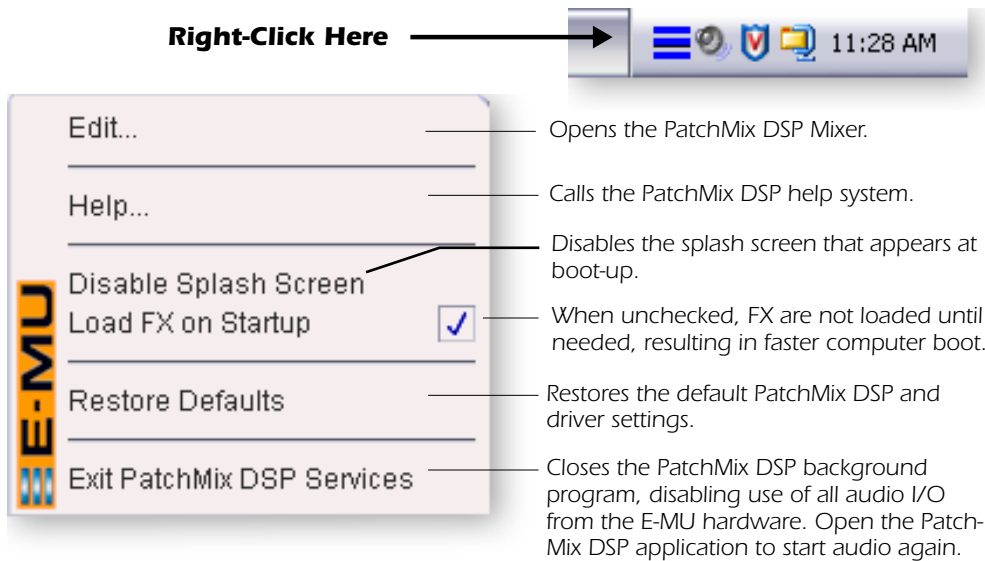 Right-Click Here
11:28 AM
Edit...
Opens the PatchMix DSP Mixer.
Help...
Calls the PatchMix DSP help system.
Disable Splash Screen
Disables the splash screen that appears at
boot-up.
Load FX on Startup
When unchecked, FX are not loaded until
needed, resulting in faster computer boot.
Restore Defaults
Restores the default PatchMix DSP and
driver settings.
Exit PatchMix DSP Services
Closes the PatchMix DSP background
program, disabling use of all audio I/O
from the E-MU hardware. Open the Patch-
Mix DSP application to start audio again.
E-MU